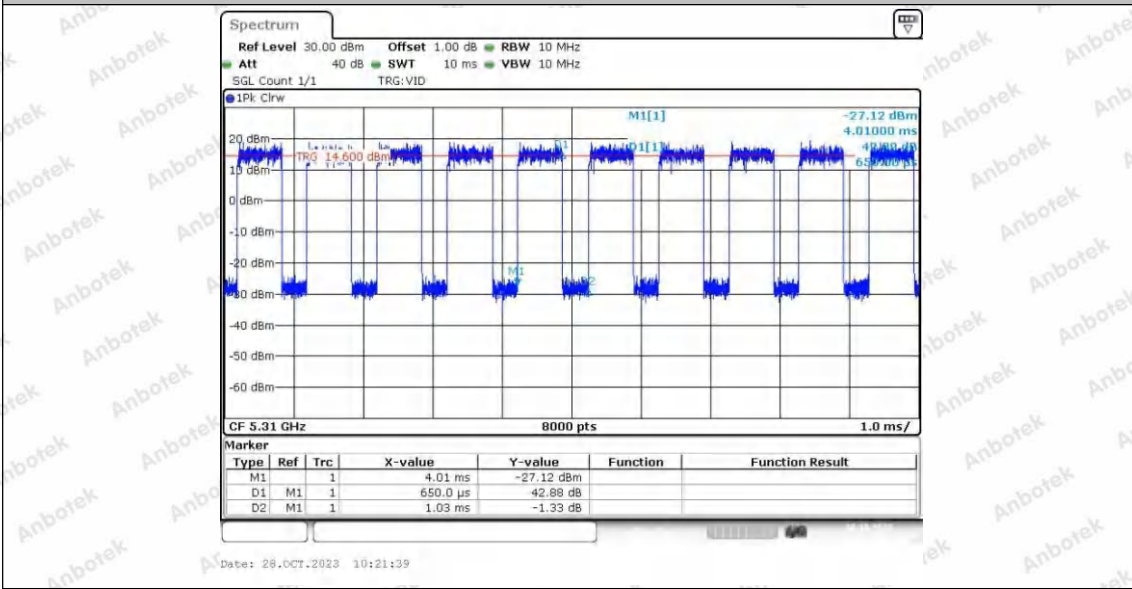 Spectrum
Ref Level 30.00 dBm Offset 1.00 dB RBW 10 MHz
Att 40 dB SWT 10 ms VBW 10 MHz
SGL Count 1/1 TRG:VID
1Pk Clrw
M1[1] -27.12 dBm
4.01000 ms
20 dBm
D1
D1[1]
TRG 14.600 dBm
10 dBm
0 dBm
-10 dBm
-20 dBm
M1
D2
-30 dBm
-40 dBm
-50 dBm
-60 dBm
CF 5.31 GHz 8000 pts 1.0 ms/
Marker
Type Ref Trc X-value Y-value Function Function Result
M1 1 4.01 ms -27.12 dBm
D1 M1 1 650.0 µs 42.88 dB
D2 M1 1 1.03 ms -1.33 dB
Date: 28.OCT.2023 10:21:39
Anbotek